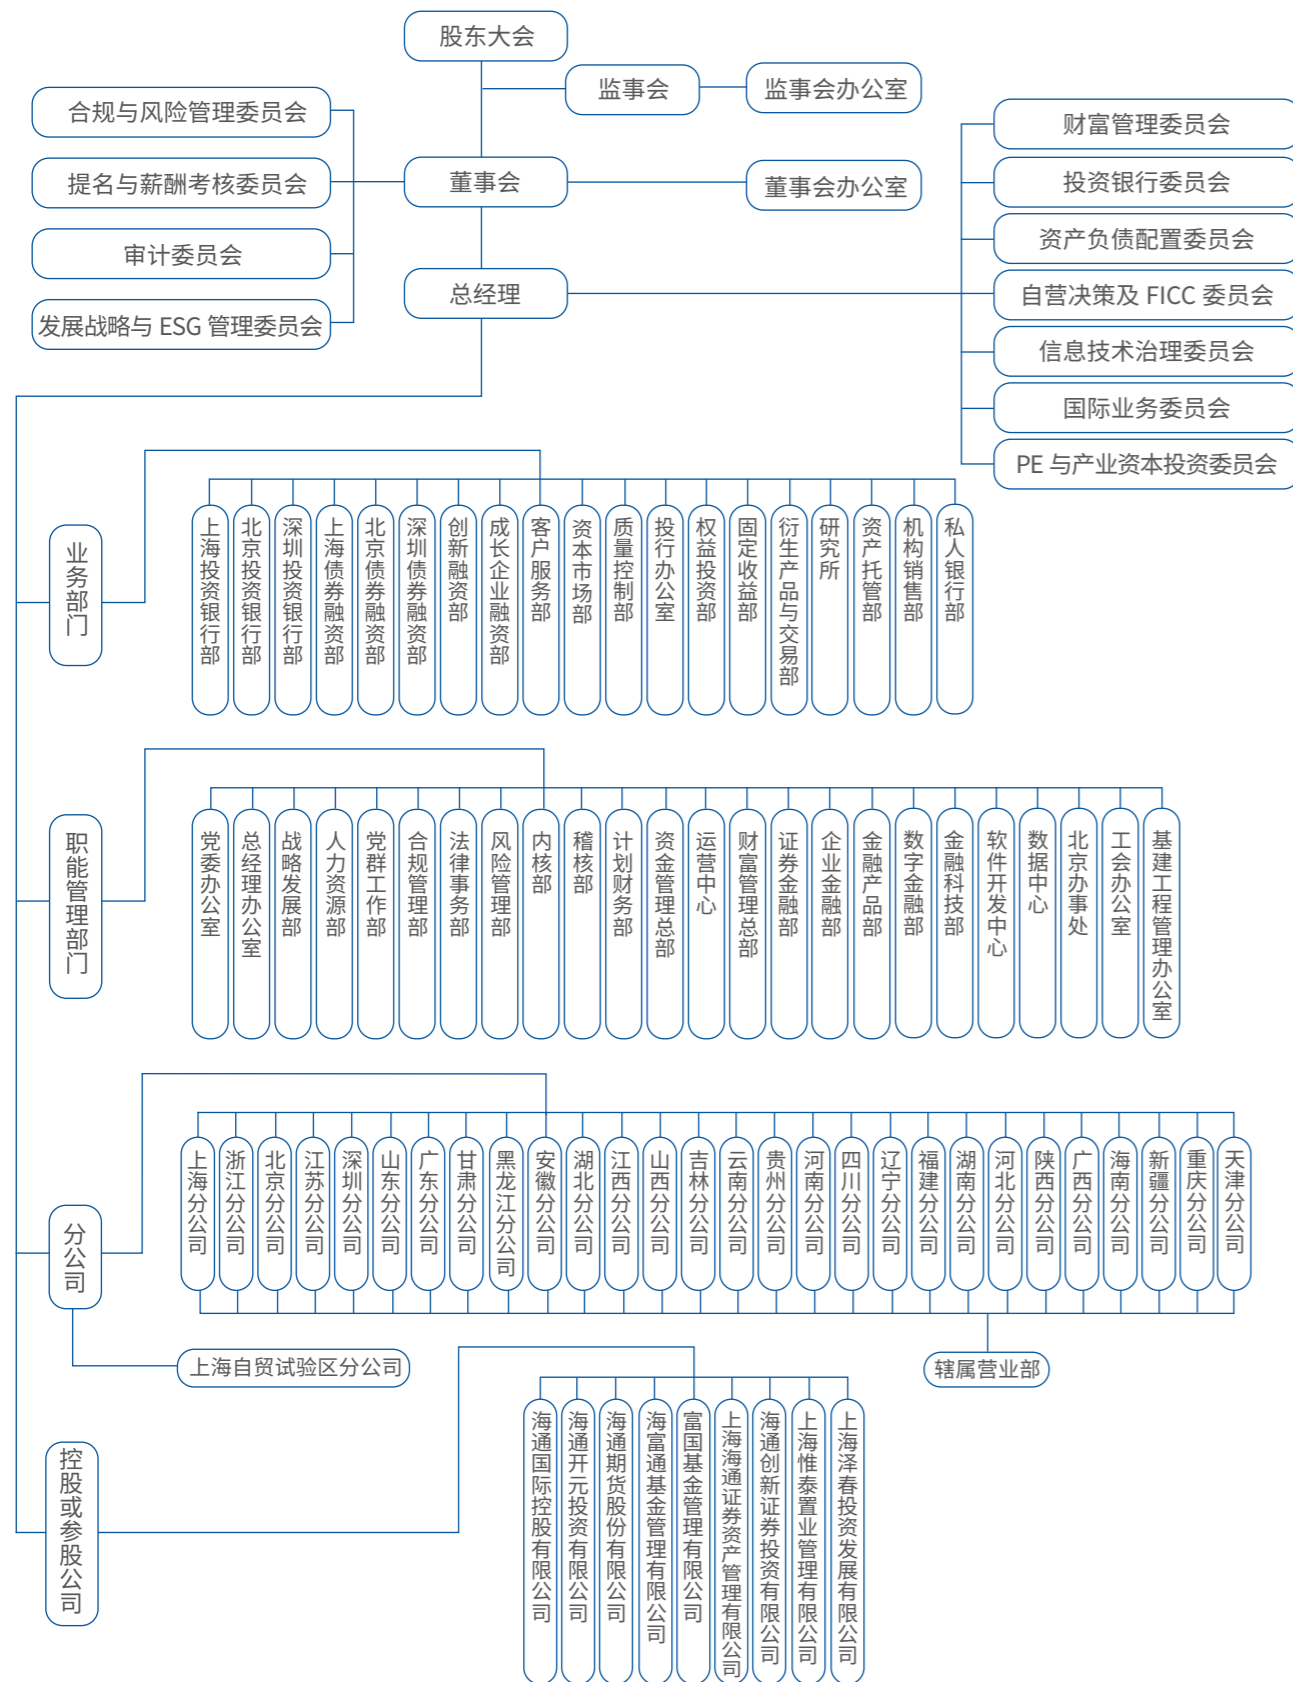 股东大会
监事会
监事会办公室
合规与风险管理委员会
提名与薪酬考核委员会
审计委员会
发展战略与 ESG 管理委员会
董事会
董事会办公室
总经理
财富管理委员会
投资银行委员会
资产负债配置委员会
自营决策及 FICC 委员会
信息技术治理委员会
国际业务委员会
PE 与产业资本投资委员会
业务部门
上海投资银行部
北京投资银行部
深圳投资银行部
上海债券融资部
北京债券融资部
深圳债券融资部
创新融资部
成长企业融资部
客户服务部
资本市场部
质量控制部
投行办公室
权益投资部
固定收益部
衍生产品与交易部
研究所
资产托管部
机构销售部
私人银行部
职能管理部门
党委办公室
总经理办公室
战略发展部
人力资源部
党群工作部
合规管理部
法律事务部
风险管理部
内核部
稽核部
计划财务部
资金管理总部
运营中心
财富管理总部
证券金融部
企业金融部
金融产品部
数字金融部
金融科技部
软件开发中心
数据中心
北京办事处
工会办公室
基建工程管理办公室
分公司
上海分公司
浙江分公司
北京分公司
江苏分公司
深圳分公司
山东分公司
广东分公司
甘肃分公司
黑龙江分公司
安徽分公司
湖北分公司
江西分公司
山西分公司
吉林分公司
云南分公司
贵州分公司
河南分公司
四川分公司
辽宁分公司
福建分公司
湖南分公司
河北分公司
陕西分公司
广西分公司
海南分公司
新疆分公司
重庆分公司
天津分公司
上海自贸试验区分公司
辖属营业部
控股或参股公司
海通国际控股有限公司
海通开元投资有限公司
海通期货股份有限公司
海富通基金管理有限公司
富国基金管理有限公司
上海海通证券资产管理有限公司
海通创新证券投资有限公司
上海惟泰置业管理有限公司
上海泽春投资发展有限公司